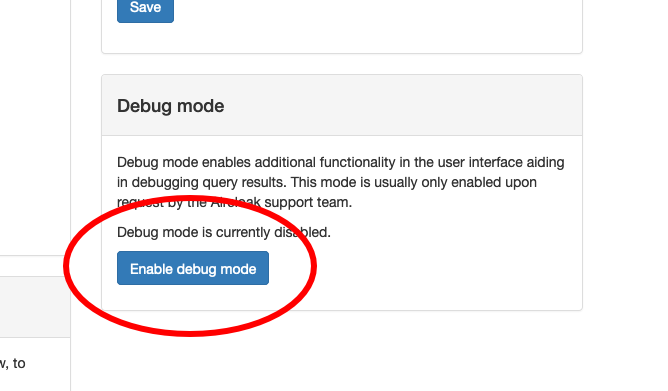 Save
Debug mode
Debug mode enables additional functionality in the user interface aiding
in debugging query results. This mode is usually only enabled upon
request by the Aircloak support team.
Debug mode is currently disabled.
Enable debug mode
w, to